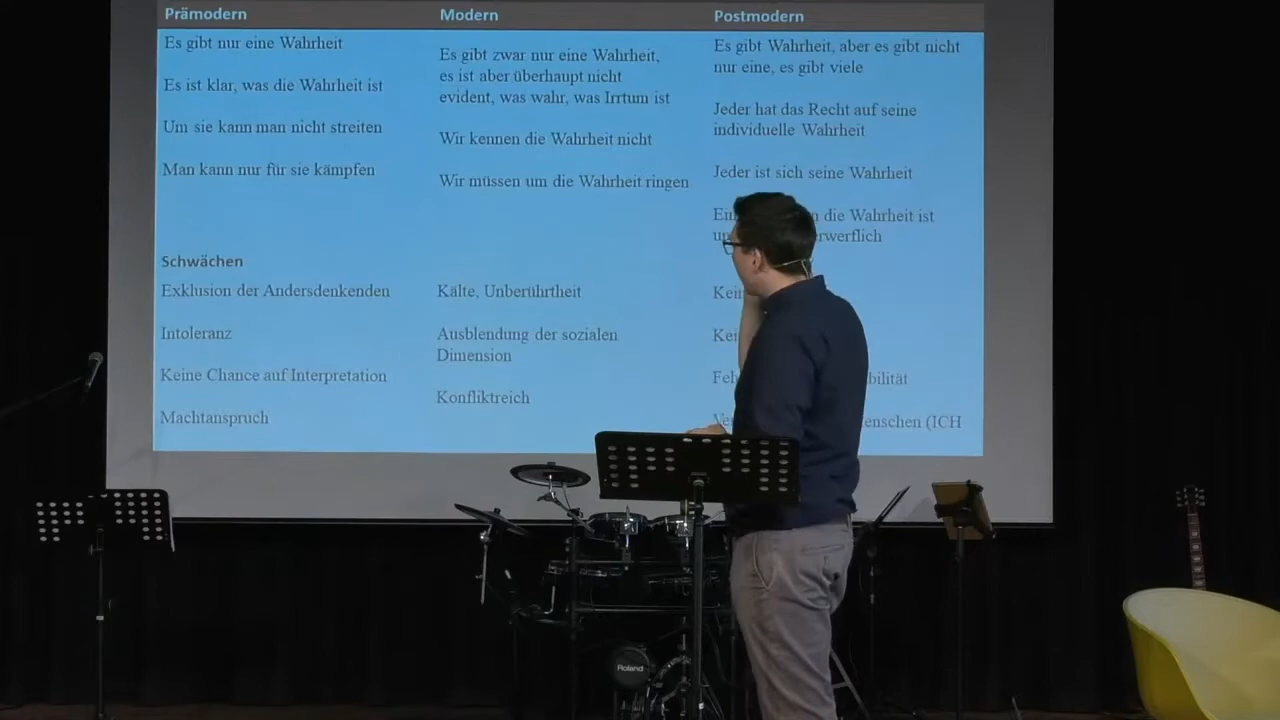 Prämodern
Es gibt nur eine Wahrheit
Es ist klar, was die Wahrheit ist
Um sie kann man nicht streiten
Man kann nur für sie kämpfen
Modern
Es gibt zwar nur eine Wahrheit,
es ist aber überhaupt nicht
evident, was wahr, was Irrtum ist
Wir kennen die Wahrheit nicht
Wir müssen um die Wahrheit ringen
Postmodern
Es gibt Wahrheit, aber es gibt nicht
nur eine, es gibt viele
Jeder hat das Recht auf seine
individuelle Wahrheit
Jeder ist sich seine Wahrheit
die Wahrheit ist
Schwächen
Exklusion der Andersdenkenden
Intoleranz
Keine Chance auf Interpretation
Machtanspruch
Kälte, Unberührtheit
Ausblendung der sozialen
Dimension
Konfliktreich
(ICH
Roland